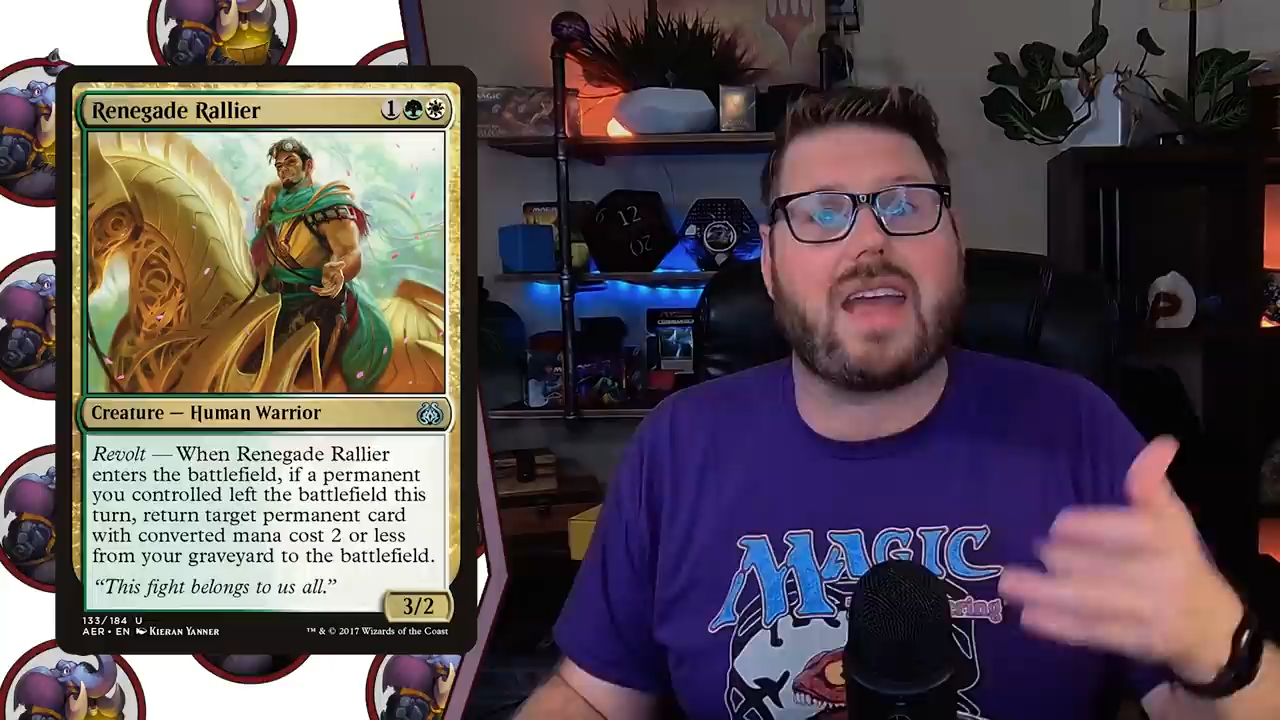 Renegade Rallier 1
Creature — Human Warrior
Revolt — When Renegade Rallier
enters the battlefield, if a permanent
you controlled left the battlefield this
turn, return target permanent card
with converted mana cost 2 or less
from your graveyard to the battlefield.
“This fight belongs to us all.”
3/2
133/184 U
AER • EN Kieran Yanner
™ & © 2017 Wizards of the Coast
12
20
MAGIC